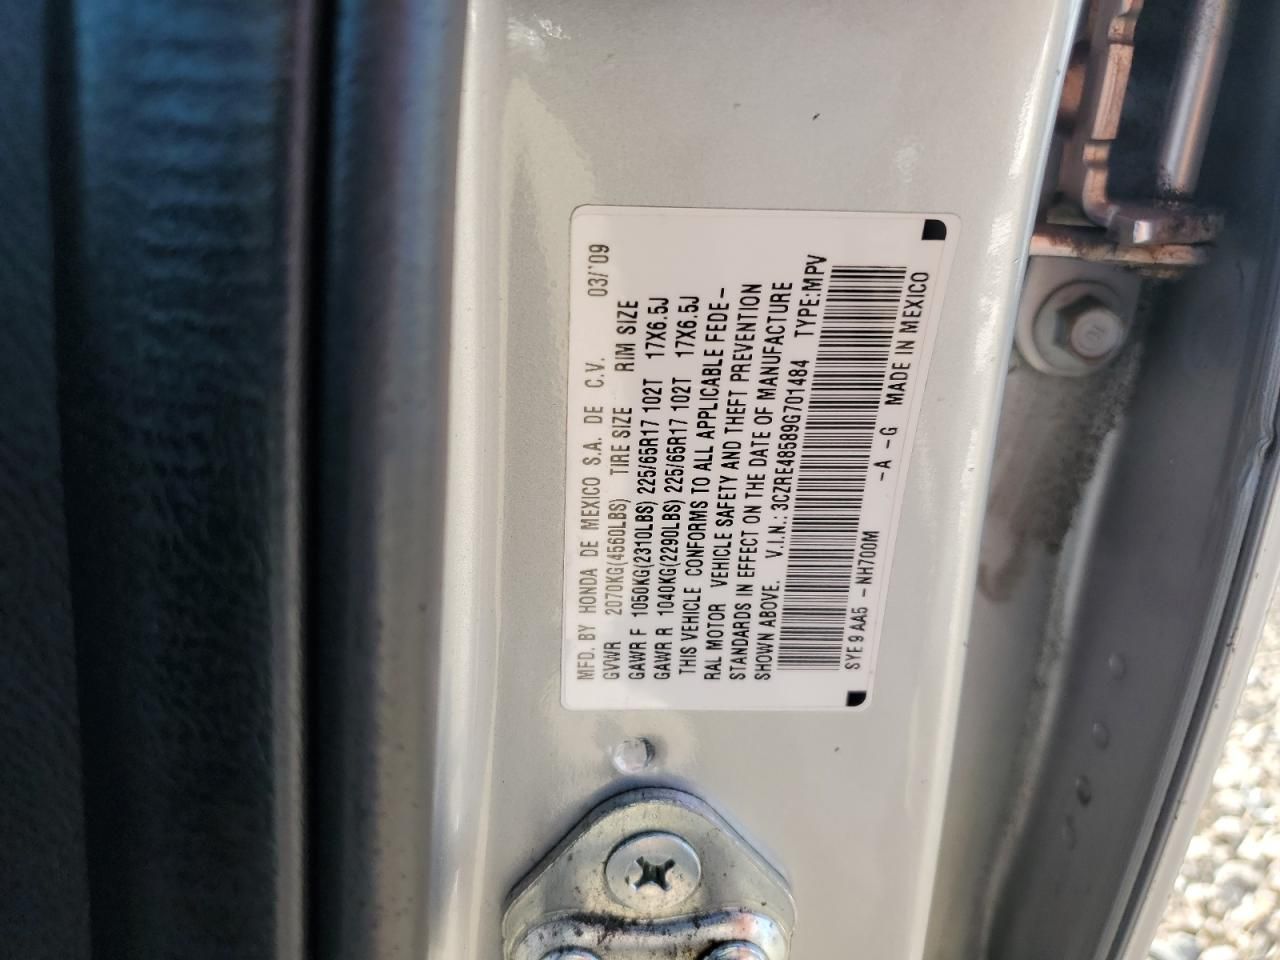 MFD. BY HONDA DE MEXICO S.A. DE C.V. 03/'09
GVWR 2070KG(4560LBS) TIRE SIZE RIM SIZE
GAWR F 1050KG(2310LBS) 225/65R17 102T 17X6.5J
GAWR R 1040KG(2290LBS) 225/65R17 102T 17X6.5J
THIS VEHICLE CONFORMS TO ALL APPLICABLE FEDE-
RAL MOTOR VEHICLE SAFETY AND THEFT PREVENTION
STANDARDS IN EFFECT ON THE DATE OF MANUFACTURE
SHOWN ABOVE. V.I.N.: 3CZRE48589G701484 TYPE:MPV
SYE9 AA5 -NH700M -A -G MADE IN MEXICO